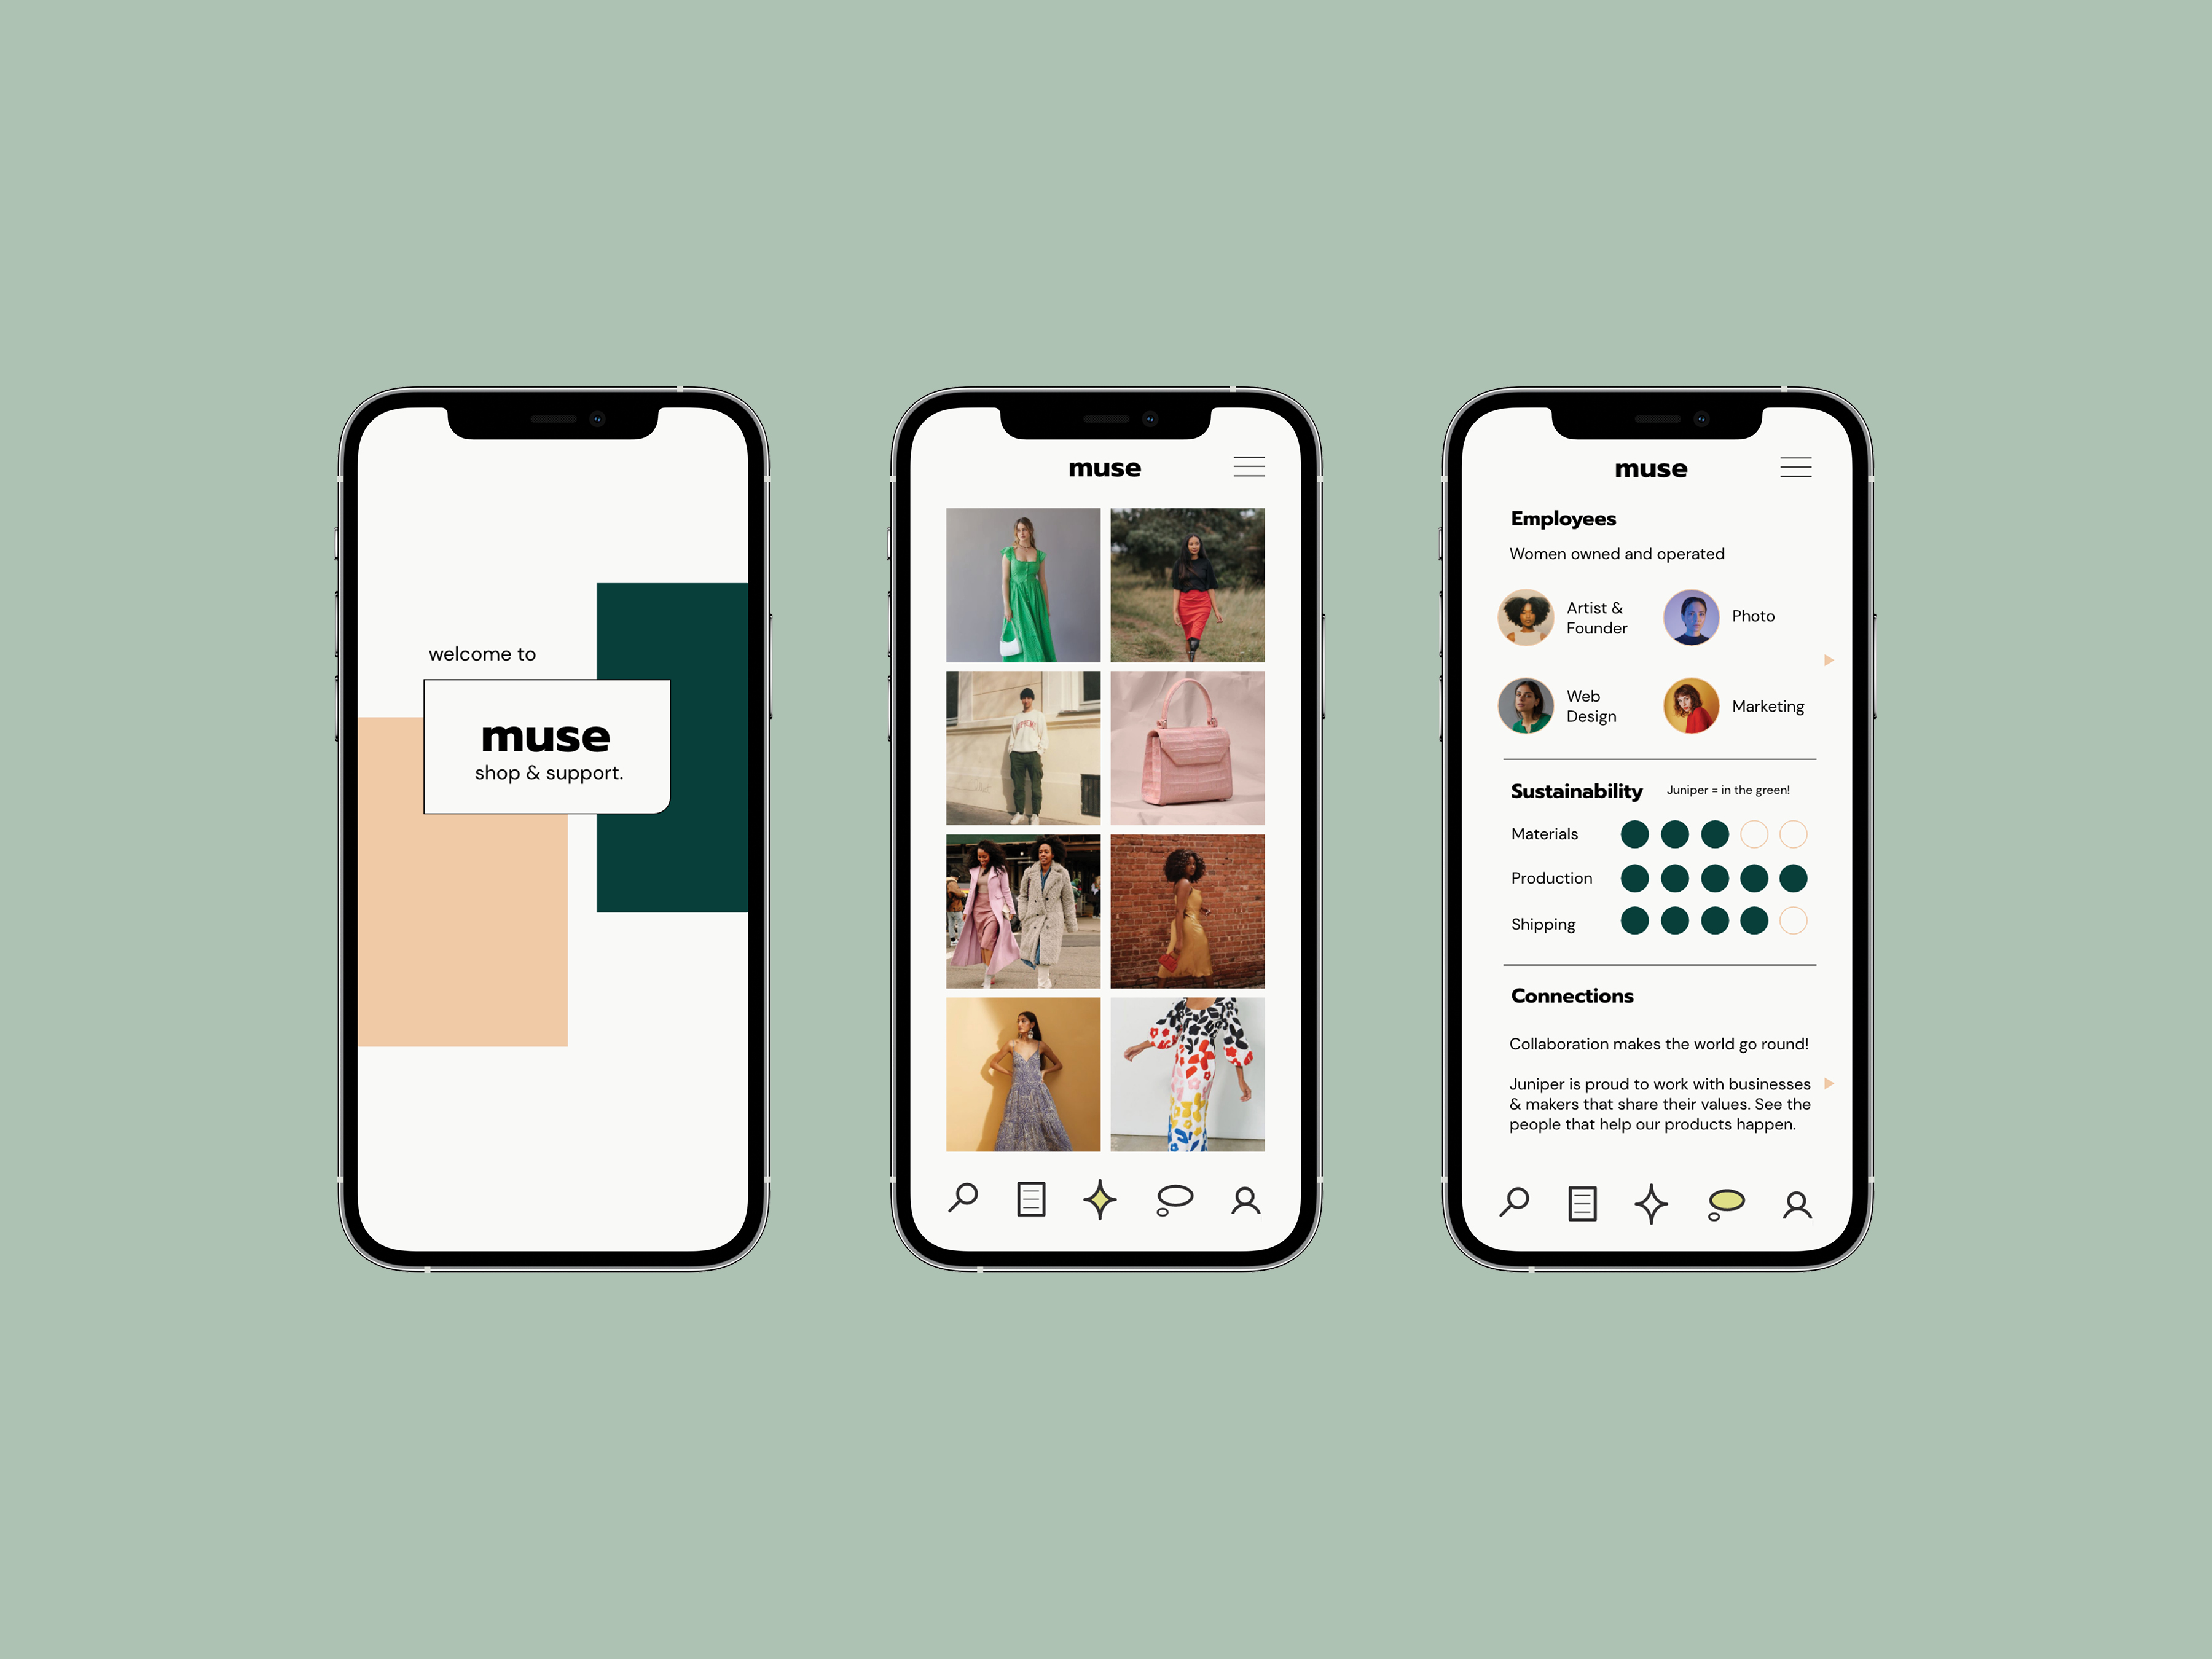 welcome to
muse
shop & support.
muse
muse
Employees
Women owned and operated
Artist &
Founder
Photo
Web
Design
Marketing
Sustainability
Juniper = in the green!
Materials
Production
Shipping
Connections
Collaboration makes the world go round!
Juniper is proud to work with businesses
& makers that share their values. See the
people that help our products happen.